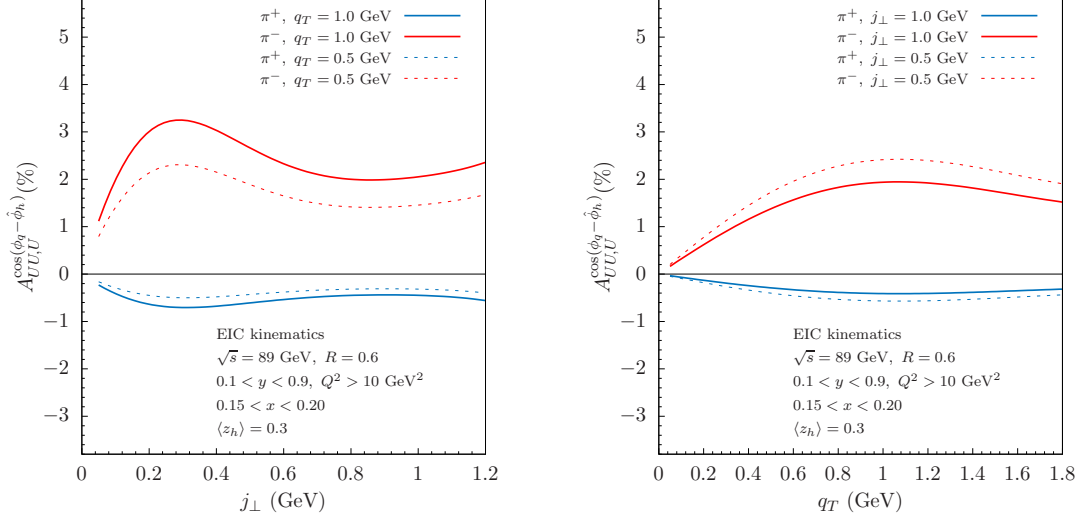 π⁺, q_T = 1.0 GeV
π⁻, q_T = 1.0 GeV
π⁺, q_T = 0.5 GeV
π⁻, q_T = 0.5 GeV
5
4
3
2
1
0
−1
−2
−3
A_{UU,U}^{cos(ϕ_q−ϕ̂_h)}(%)
EIC kinematics
√s = 89 GeV, R = 0.6
0.1 < y < 0.9, Q² > 10 GeV²
0.15 < x < 0.20
⟨z_h⟩ = 0.3
0 0.2 0.4 0.6 0.8 1 1.2
j_⊥ (GeV)
π⁺, j_⊥ = 1.0 GeV
π⁻, j_⊥ = 1.0 GeV
π⁺, j_⊥ = 0.5 GeV
π⁻, j_⊥ = 0.5 GeV
5
4
3
2
1
0
−1
−2
−3
A_{UU,U}^{cos(ϕ_q−ϕ̂_h)}(%)
EIC kinematics
√s = 89 GeV, R = 0.6
0.1 < y < 0.9, Q² > 10 GeV²
0.15 < x < 0.20
⟨z_h⟩ = 0.3
0 0.2 0.4 0.6 0.8 1 1.2 1.4 1.6 1.8
q_T (GeV)